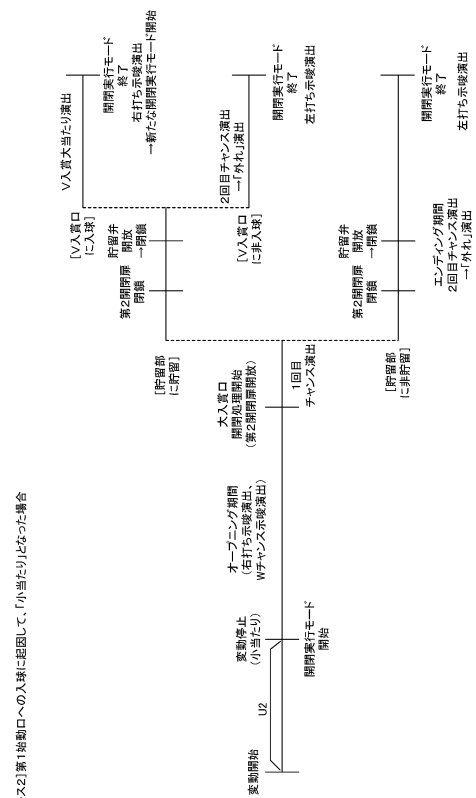 ス2]第1始動口への入球に起因して、「小当たり」となった場合
変動開始
U2
変動停止
(小当たり)
開閉実行モード
開始
オープニング期間
(右打ち示唆演出、
Wチャンス示唆演出)
大入賞口
開閉処理開始
(第2開閉扉開放)
1回目
チャンス演出
[貯留部
に貯留]
第2開閉扉
閉鎖
貯留弁
開放
→閉鎖
[V入賞口
に入球]
V入賞大当たり演出
開閉実行モード
終了
右打ち示唆演出
→新たな開閉実行モード開始
[V入賞口
に非入球]
2回目チャンス演出
→「外れ」演出
開閉実行モード
終了
左打ち示唆演出
[貯留部
に非貯留]
第2開閉扉
閉鎖
貯留弁
開放
→閉鎖
エンディング期間
2回目チャンス演出
→「外れ」演出
開閉実行モード
終了
左打ち示唆演出